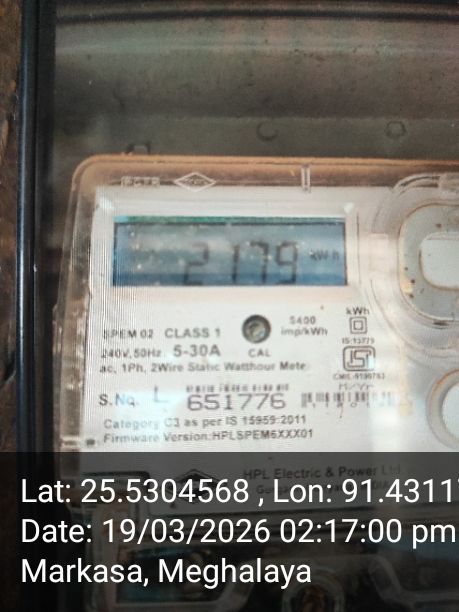 2179 kWh
SPEM 02 CLASS 1
5400 imp/kWh
kWh
240V, 50Hz. 5-30A
CAL
IS:13779
ac, 1Ph, 2Wire Static Watthour Mete
S.No. L 651776
Category C3 as per IS 15959:2011
Firmware Version:HPLSPEM6XXX01
HPL Electric & Power Ltd
Lat: 25.5304568 , Lon: 91.4311
Date: 19/03/2026 02:17:00 pm
Markasa, Meghalaya